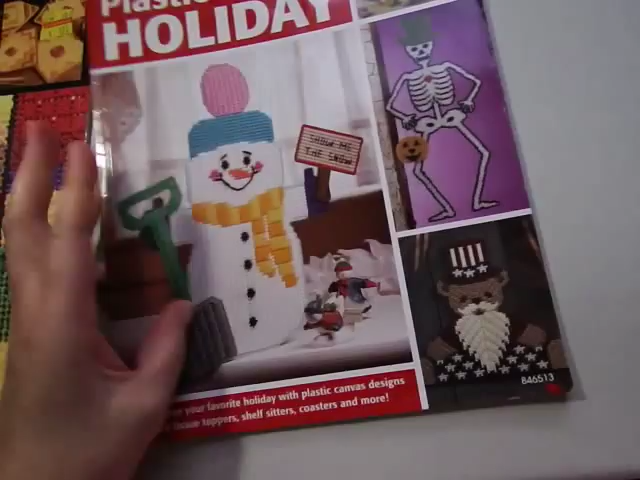 Plastic
HOLIDAY
SHOW ME
THE SNOW
your favorite holiday with plastic canvas designs
toppers, shelf sitters, coasters and more!
846513